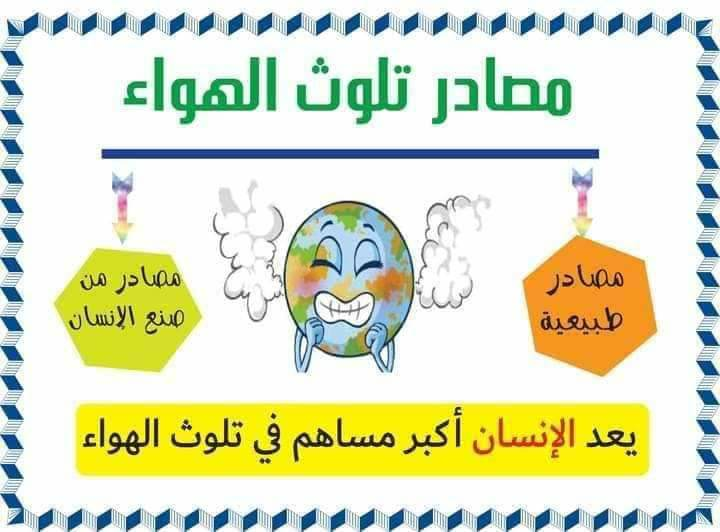 مصادر تلوث الهواء
مصادر
طبيعية
مصادر من
صنع الإنسان
يعد الإنسان أكبر مساهم في تلوث الهواء